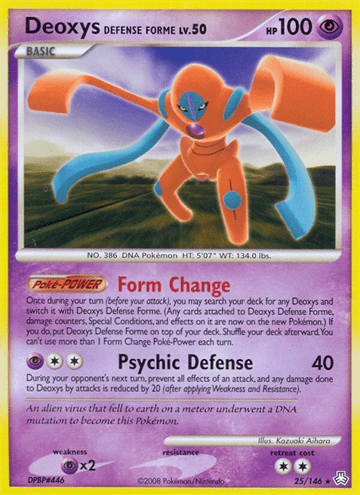 Deoxys DEFENSE FORME LV.50 HP 100
BASIC
NO. 386 DNA Pokémon HT: 5'07" WT: 134.0 lbs.
Poké-POWER Form Change
Once during your turn (before your attack), you may search your deck for any Deoxys and
switch it with Deoxys Defense Forme. (Any cards attached to Deoxys Defense Forme,
damage counters, Special Conditions, and effects on it are now on the new Pokémon.) If
you do, put Deoxys Defense Forme on top of your deck. Shuffle your deck afterward. You
can't use more than 1 Form Change Poké-Power each turn.
Psychic Defense 40
During your opponent's next turn, prevent all effects of an attack, and any damage done
to Deoxys by attacks is reduced by 20 (after applying Weakness and Resistance).
An alien virus that fell to earth on a meteor underwent a DNA
mutation to become this Pokémon.
Illus. Kazuaki Aihara
weakness resistance retreat cost
×2
DPBP#446 ©2008 Pokémon/Nintendo 25/146 ★